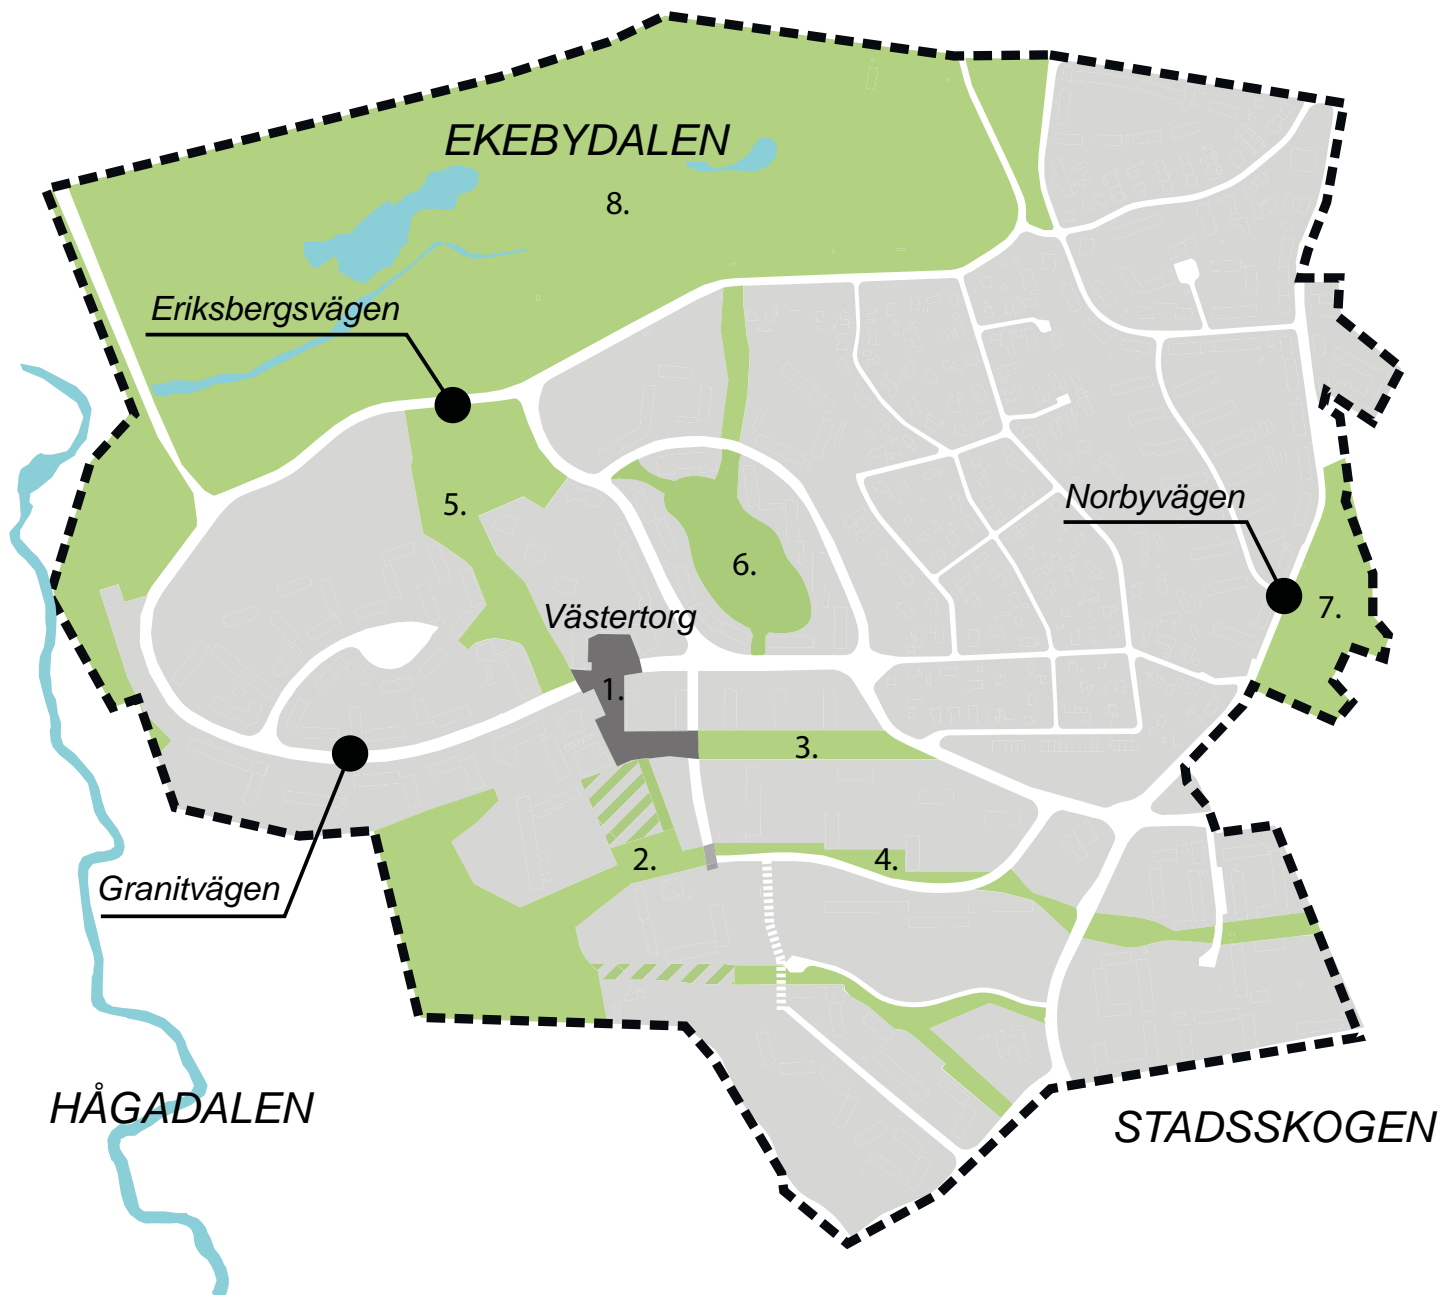 EKEBYDALEN
8.
Eriksbergsvägen
5.
Norbyvägen
6.
7.
Västertorg
1.
3.
2.
4.
Granitvägen
HÅGADALEN
STADSSKOGEN